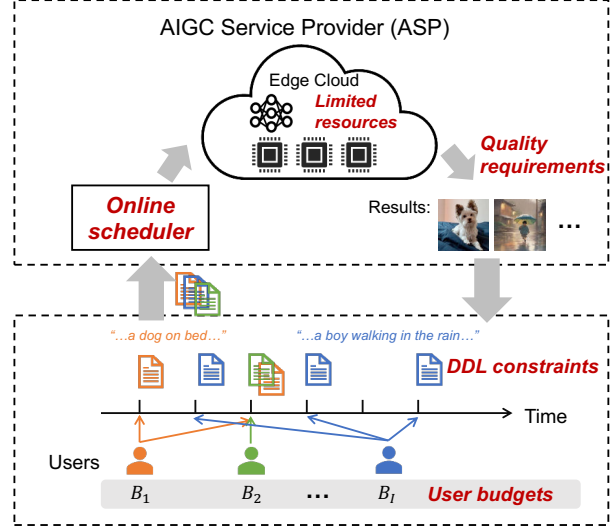 AIGC Service Provider (ASP)
Edge Cloud
Limited
resources
Quality
requirements
Online
scheduler
Results:
...
“...a dog on bed...”
“...a boy walking in the rain...”
DDL constraints
Time
Users
B₁
B₂
...
B_I
User budgets